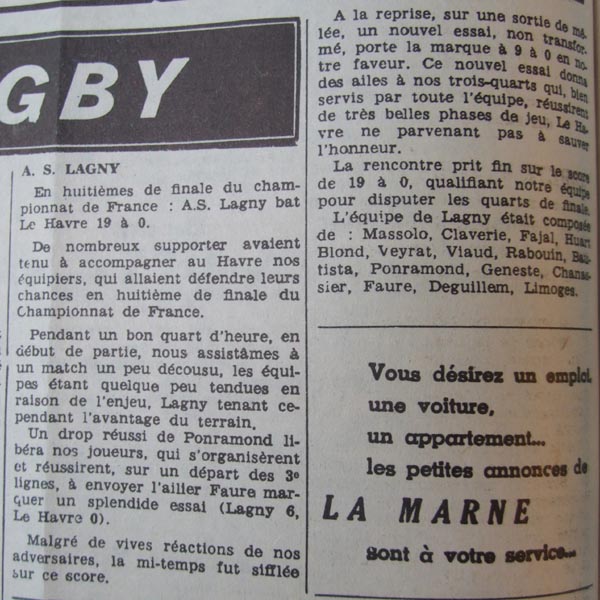 GBY
A. S. LAGNY
En huitièmes de finale du cham-
pionnat de France : A.S. Lagny bat
Le Havre 19 à 0.
De nombreux supporter avaient
tenu à accompagner au Havre nos
équipiers, qui allaient défendre leurs
chances en huitième de finale du
Championnat de France.
Pendant un bon quart d'heure, en
début de partie, nous assistâmes à
un match un peu décousu, les équi-
pes étant quelque peu tendues en
raison de l'enjeu, Lagny tenant ce-
pendant l'avantage du terrain.
Un drop réussi de Ponramond li-
béra nos joueurs, qui s'organisèrent
et réussirent, sur un départ des 3e
lignes, à envoyer l'ailier Faure mar-
quer un splendide essai (Lagny 6,
Le Havre 0).
Malgré de vives réactions de nos
adversaires, la mi-temps fut sifflée
sur ce score.
A la reprise, sur une sortie de mê-
lée, un nouvel essai, non transfor-
mé, porte la marque à 9 à 0 en no-
tre faveur. Ce nouvel essai donna
des ailes à nos trois-quarts qui, bien
servis par toute l'équipe, réussirent
de très belles phases de jeu, Le Ha-
vre ne parvenant pas à sauver
l'honneur.
La rencontre prit fin sur le score
de 19 à 0, qualifiant notre équipe
pour disputer les quarts de finale.
L'équipe de Lagny était composée
de : Massolo, Claverie, Fajal, Huart
Blond, Veyrat, Viaud, Rabouin, Bau-
tista, Ponramond, Geneste, Chanas-
sier, Faure, Deguillem, Limoges.
Vous désirez un emploi,
une voiture,
un appartement...
les petites annonces de
LA MARNE
sont à votre service...